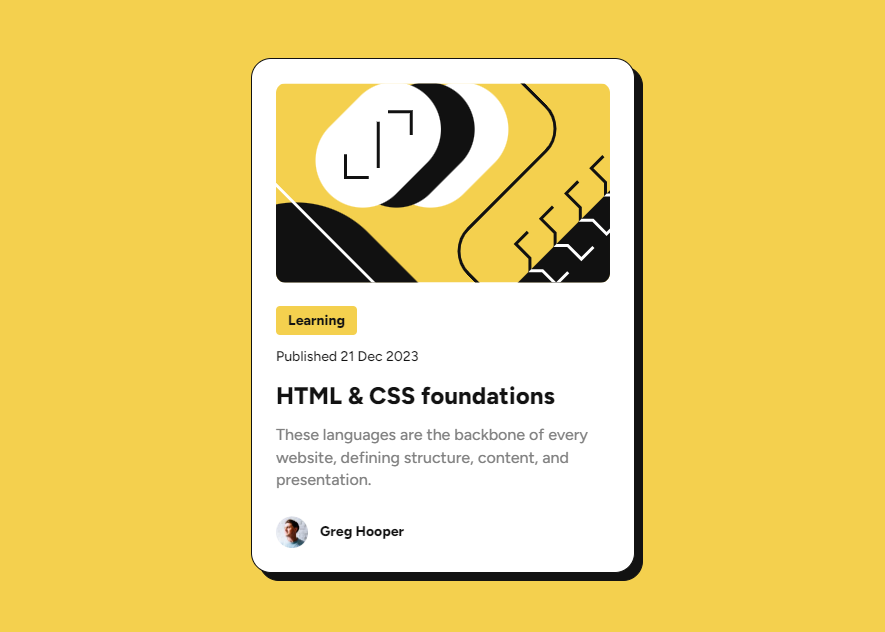 Learning
Published 21 Dec 2023
HTML & CSS foundations
These languages are the backbone of every
website, defining structure, content, and
presentation.
Greg Hooper